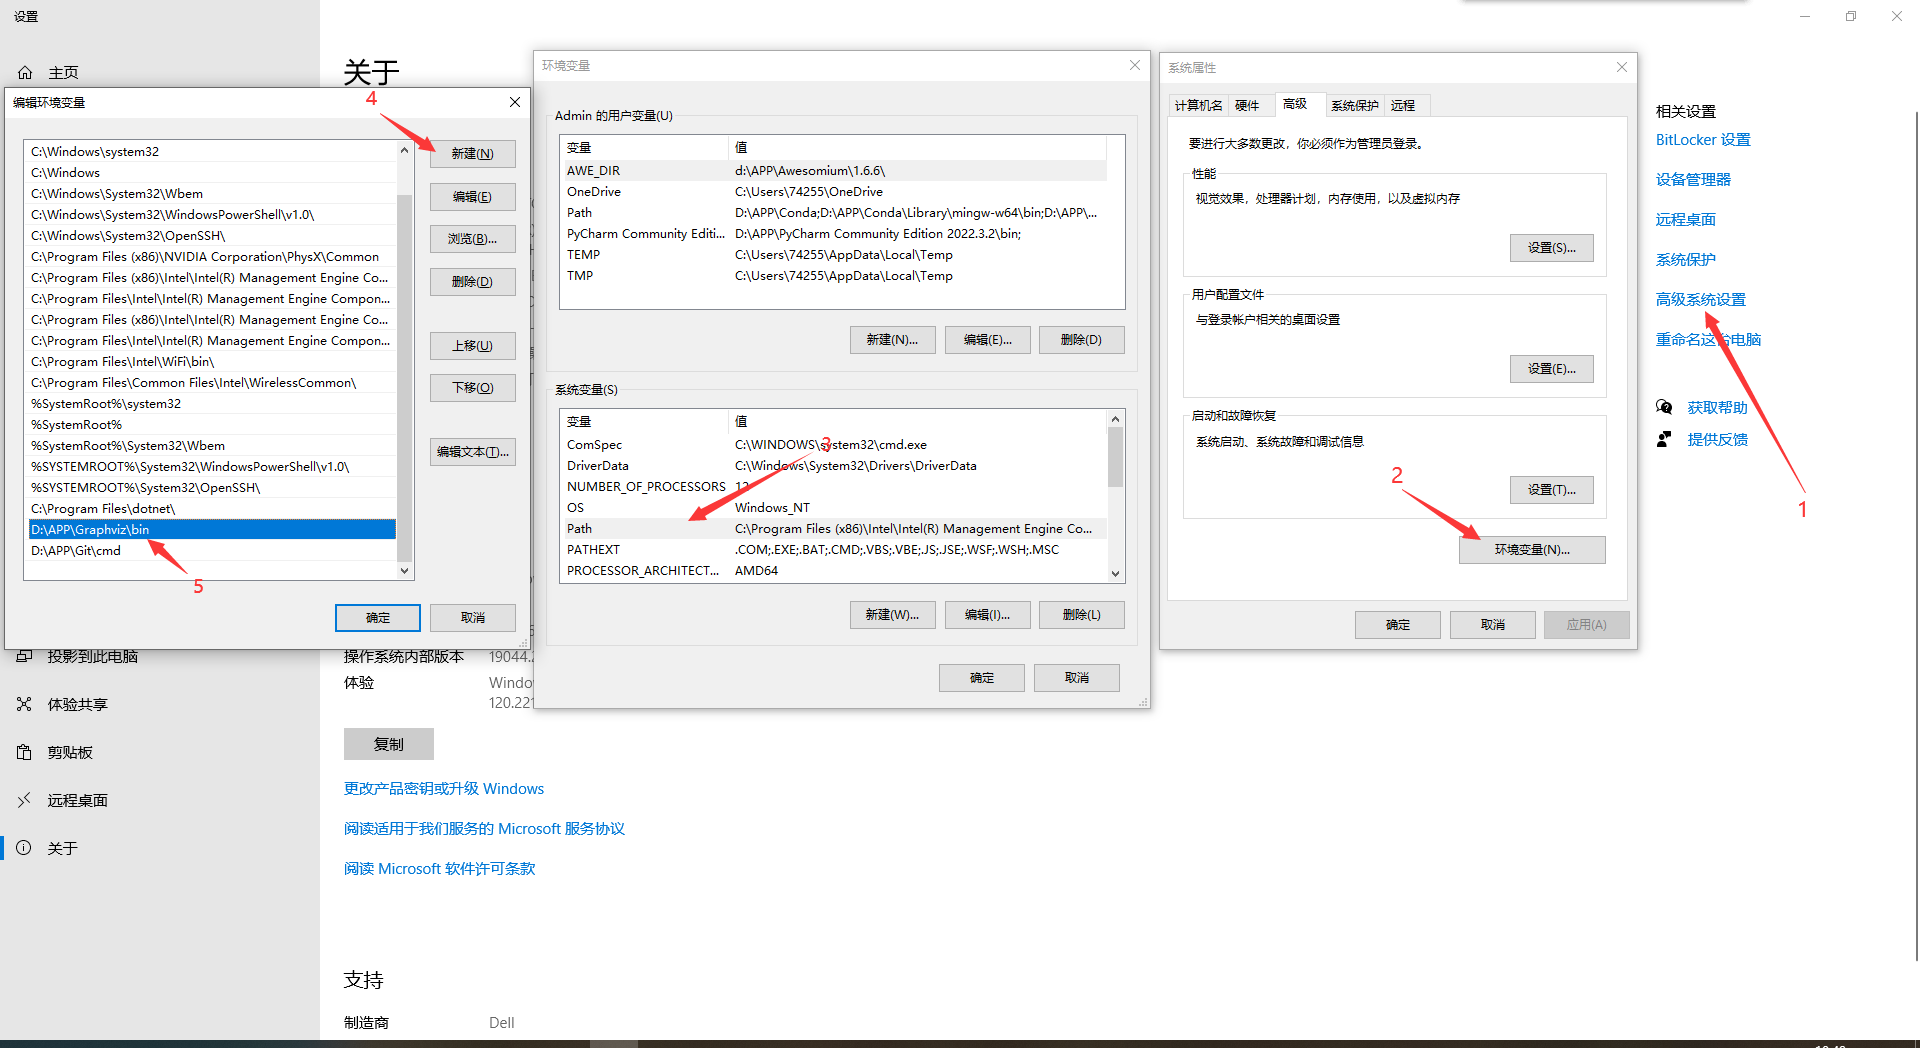 设置
主页
关于
4
编辑环境变量
C:\Windows\system32
C:\Windows
C:\Windows\System32\Wbem
C:\Windows\System32\WindowsPowerShell\v1.0\
C:\Windows\System32\OpenSSH\
C:\Program Files (x86)\NVIDIA Corporation\PhysX\Common
C:\Program Files (x86)\Intel\Intel(R) Management Engine Co...
C:\Program Files\Intel\Intel(R) Management Engine Compon...
C:\Program Files (x86)\Intel\Intel(R) Management Engine Co...
C:\Program Files\Intel\Intel(R) Management Engine Compon...
C:\Program Files\Intel\WiFi\bin\
C:\Program Files\Common Files\Intel\WirelessCommon\
%SystemRoot%\system32
%SystemRoot%
%SystemRoot%\System32\Wbem
%SYSTEMROOT%\System32\WindowsPowerShell\v1.0\
%SYSTEMROOT%\System32\OpenSSH\
C:\Program Files\dotnet\
D:\APP\Graphviz\bin
D:\APP\Git\cmd
5
新建(N)
编辑(E)
浏览(B)...
删除(D)
上移(U)
下移(O)
编辑文本(T)...
确定
取消
投影到此电脑
体验共享
剪贴板
远程桌面
关于
操作系统内部版本 19044.2
体验 Windo
120.221
复制
更改产品密钥或升级 Windows
阅读适用于我们服务的 Microsoft 服务协议
阅读 Microsoft 软件许可条款
支持
制造商 Dell
环境变量
Admin 的用户变量(U)
变量 值
AWE_DIR d:\APP\Awesomium\1.6.6\
OneDrive C:\Users\74255\OneDrive
Path D:\APP\Conda;D:\APP\Conda\Library\mingw-w64\bin;D:\APP\...
PyCharm Community Editi... D:\APP\PyCharm Community Edition 2022.3.2\bin;
TEMP C:\Users\74255\AppData\Local\Temp
TMP C:\Users\74255\AppData\Local\Temp
新建(N)... 编辑(E)... 删除(D)
系统变量(S)
变量 值
3
ComSpec C:\WINDOWS\system32\cmd.exe
DriverData C:\Windows\System32\Drivers\DriverData
NUMBER_OF_PROCESSORS 12
OS Windows_NT
Path C:\Program Files (x86)\Intel\Intel(R) Management Engine Co...
PATHEXT .COM;.EXE;.BAT;.CMD;.VBS;.VBE;.JS;.JSE;.WSF;.WSH;.MSC
PROCESSOR_ARCHITECT... AMD64
新建(W)... 编辑(I)... 删除(L)
确定 取消
系统属性
计算机名 硬件 高级 系统保护 远程
要进行大多数更改，你必须作为管理员登录。
性能
视觉效果，处理器计划，内存使用，以及虚拟内存
设置(S)...
用户配置文件
与登录帐户相关的桌面设置
设置(E)...
启动和故障恢复
系统启动、系统故障和调试信息
2
设置(T)...
环境变量(N)...
确定 取消 应用(A)
相关设置
BitLocker 设置
设备管理器
远程桌面
系统保护
高级系统设置
重命名这台电脑
获取帮助
提供反馈
1